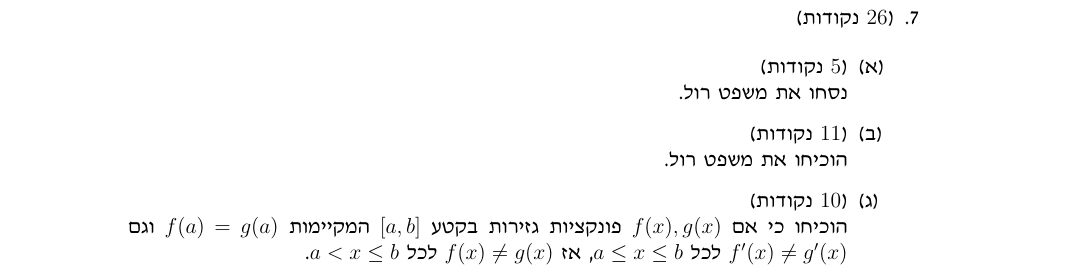 7. (26 נקודות)
(א) (5 נקודות)
נסחו את משפט רול.
(ב) (11 נקודות)
הוכיחו את משפט רול.
(ג) (10 נקודות)
הוכיחו כי אם f(x), g(x) פונקציות גזירות בקטע [a, b] המקיימות f(a) = g(a) וגם
f′(x) ≠ g′(x) לכל a ≤ x ≤ b, אז f(x) ≠ g(x) לכל a < x ≤ b.